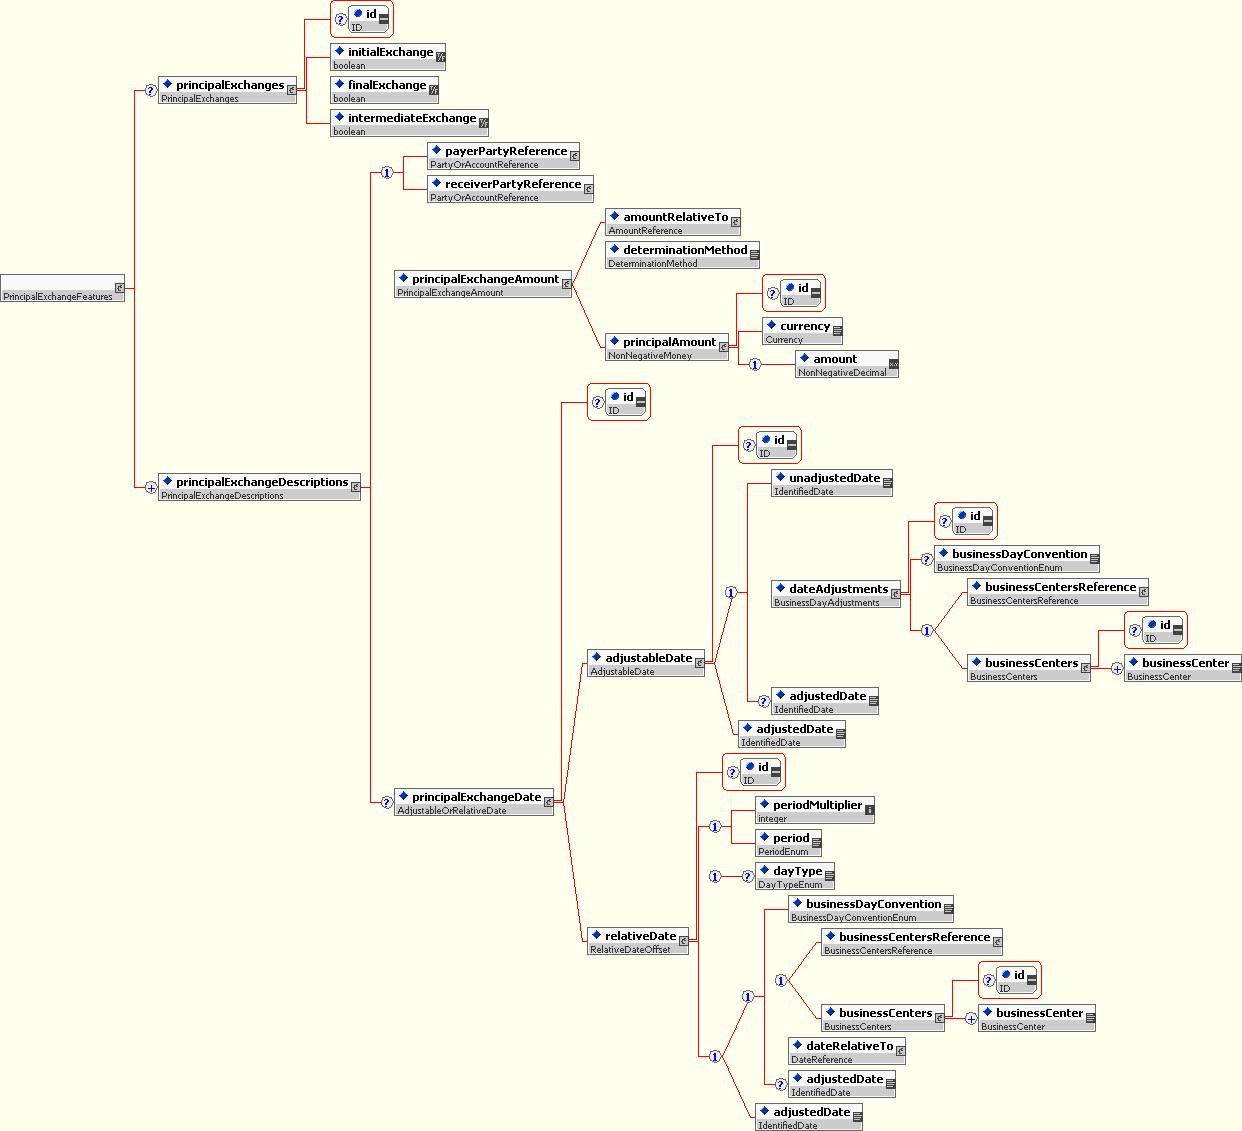 ? id
ID
initialExchange
boolean
? principalExchanges
PrincipalExchanges
finalExchange
boolean
intermediateExchange
boolean
1
payerPartyReference
PartyOrAccountReference
receiverPartyReference
PartyOrAccountReference
amountRelativeTo
AmountReference
determinationMethod
DeterminationMethod
principalExchangeAmount
PrincipalExchangeAmount
PrincipalExchangeFeatures
? id
ID
currency
Currency
principalAmount
NonNegativeMoney
1 amount
NonNegativeDecimal
? id
ID
? id
ID
+ principalExchangeDescriptions
PrincipalExchangeDescriptions
unadjustedDate
IdentifiedDate
? id
ID
? businessDayConvention
BusinessDayConventionEnum
1 dateAdjustments
BusinessDayAdjustments
businessCentersReference
BusinessCentersReference
1
? id
ID
adjustableDate
AdjustableDate
businessCenters
BusinessCenters
+ businessCenter
BusinessCenter
? adjustedDate
IdentifiedDate
adjustedDate
IdentifiedDate
? id
ID
? principalExchangeDate
AdjustableOrRelativeDate
periodMultiplier
integer
1
period
PeriodEnum
1 ? dayType
DayTypeEnum
businessDayConvention
BusinessDayConventionEnum
relativeDate
RelativeDateOffset
businessCentersReference
BusinessCentersReference
1
? id
ID
1
businessCenters
BusinessCenters
+ businessCenter
BusinessCenter
dateRelativeTo
DateReference
1
? adjustedDate
IdentifiedDate
adjustedDate
IdentifiedDate